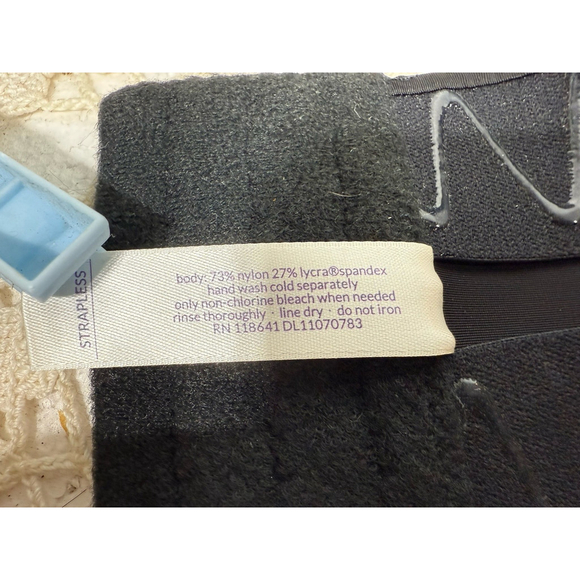 STRAPLESS
body: 73% nylon 27% lycra®spandex
hand wash cold separately
only non-chlorine bleach when needed
rinse thoroughly · line dry · do not iron
RN 118641 DL11070783